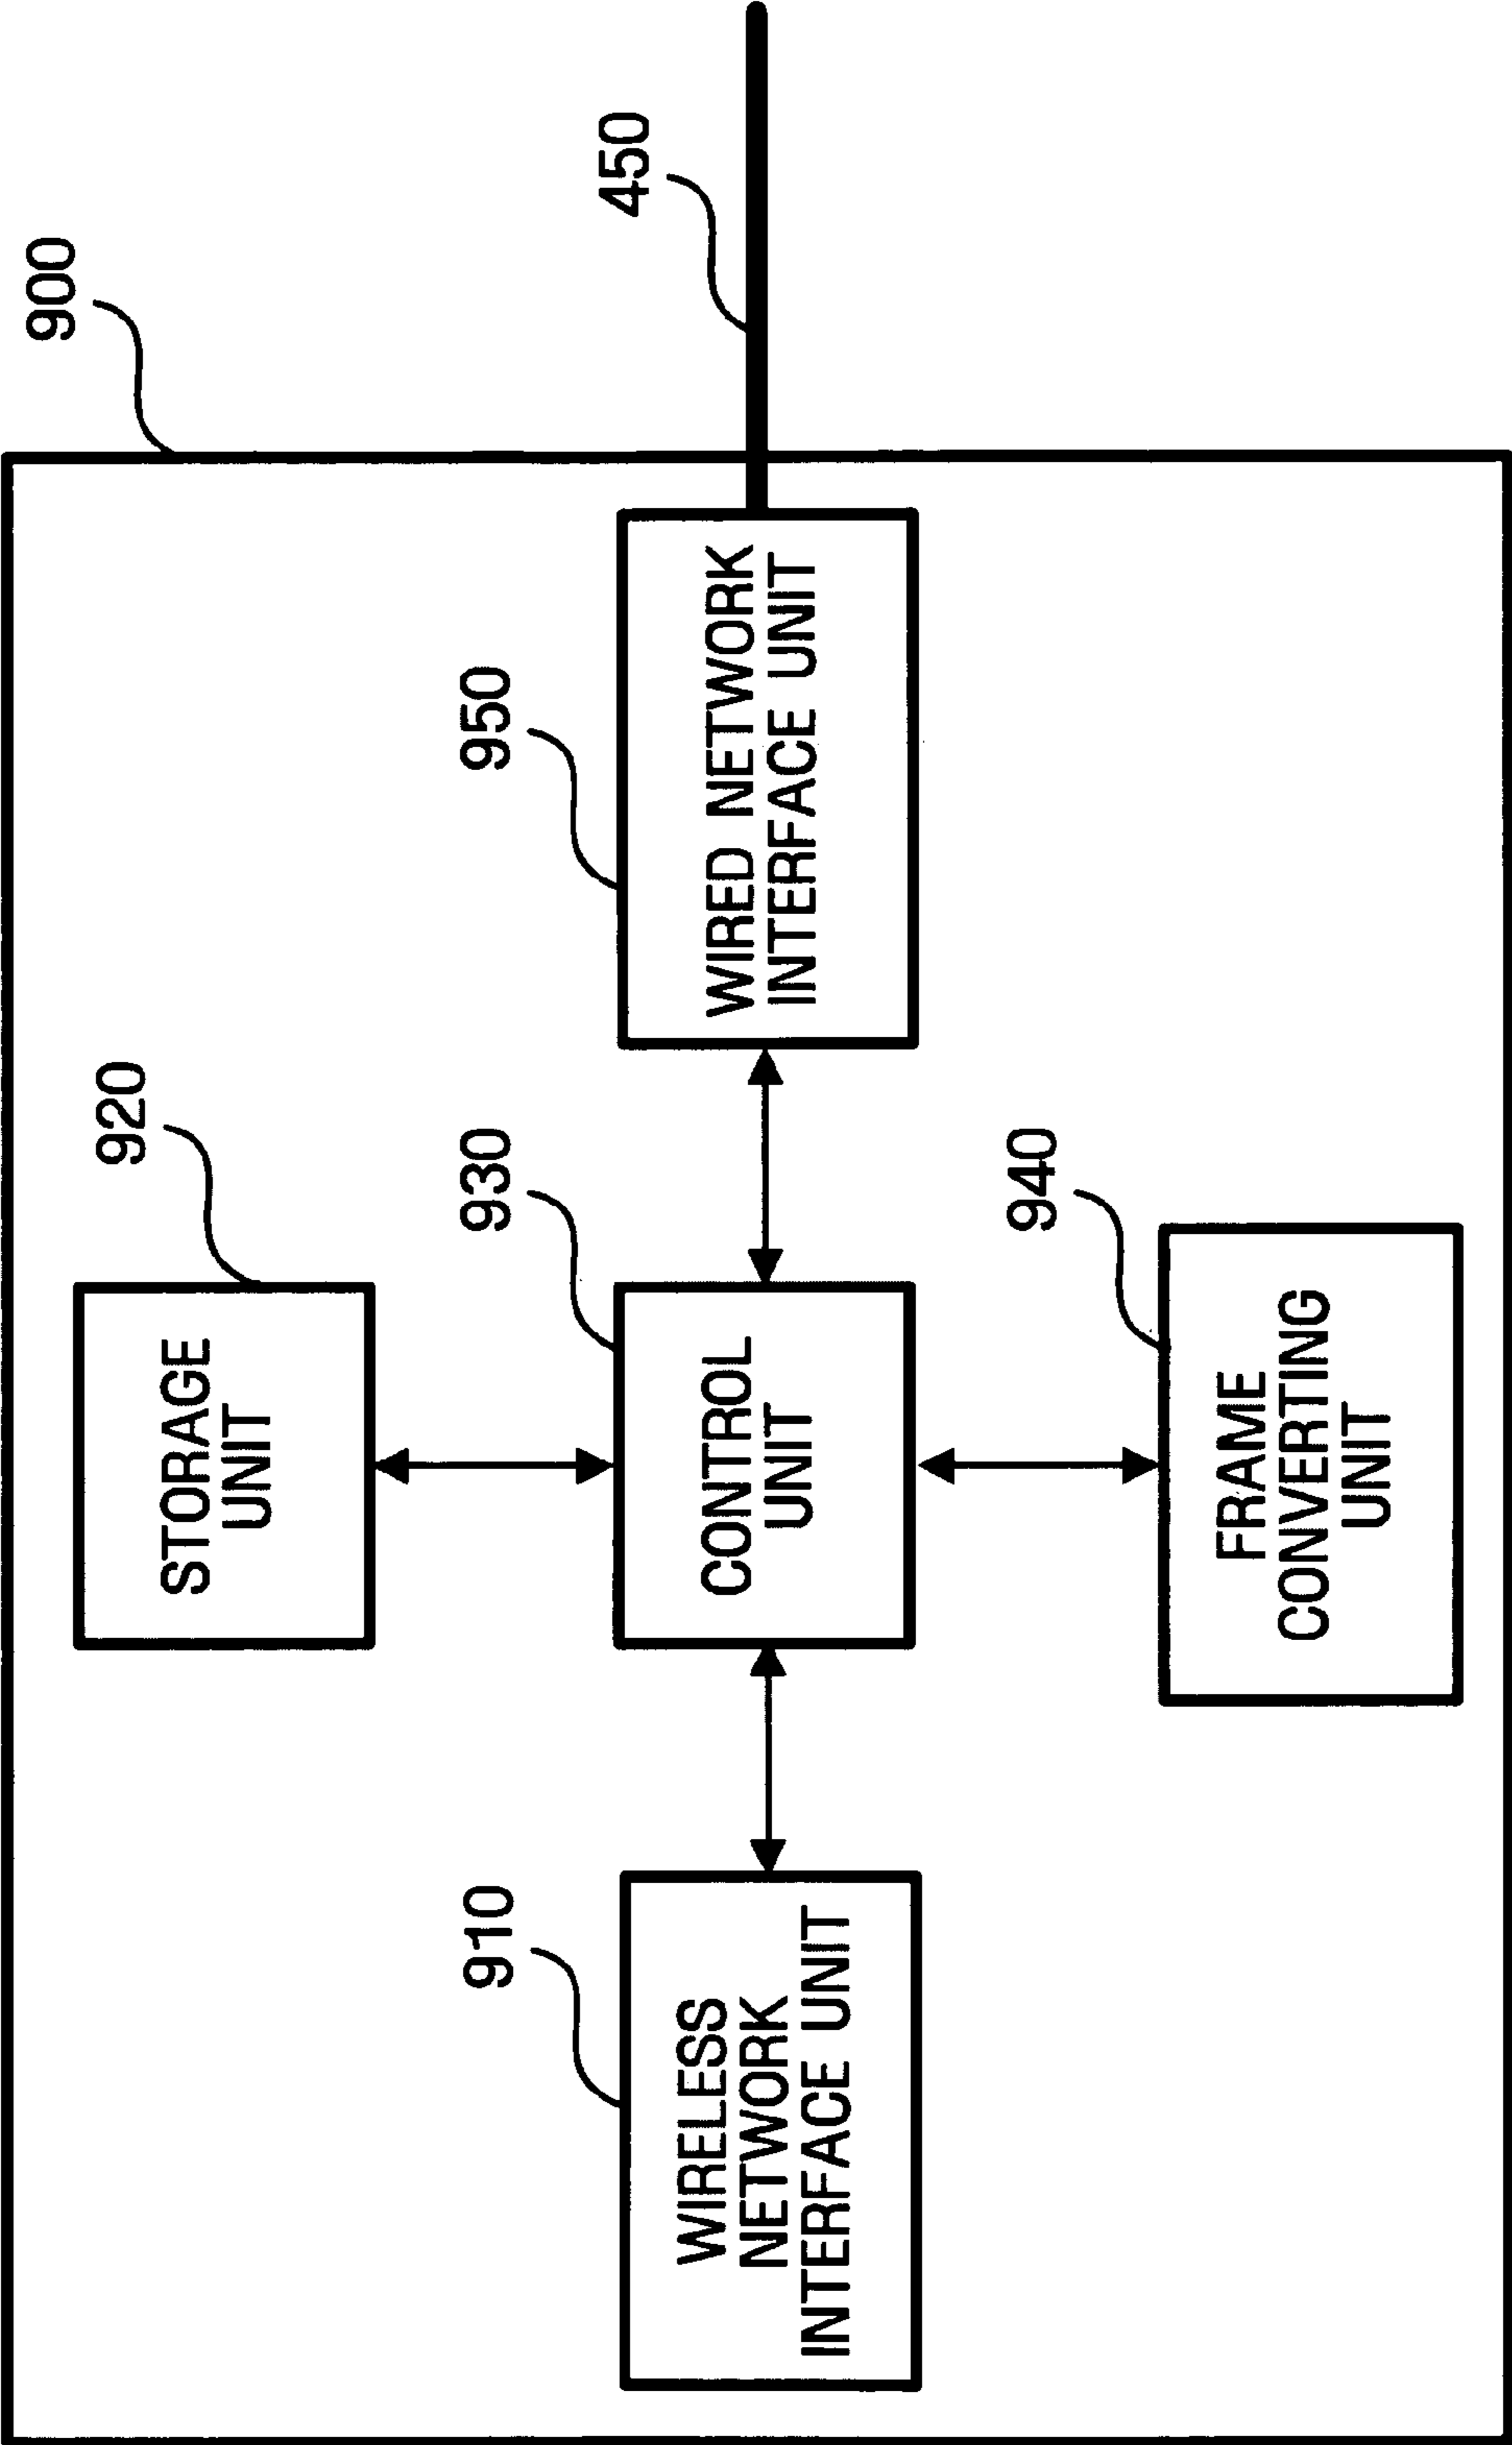 900
450
920
STORAGE
UNIT
910
WIRELESS
NETWORK
INTERFACE UNIT
930
CONTROL
UNIT
950
WIRED NETWORK
INTERFACE UNIT
940
FRAME
CONVERTING
UNIT